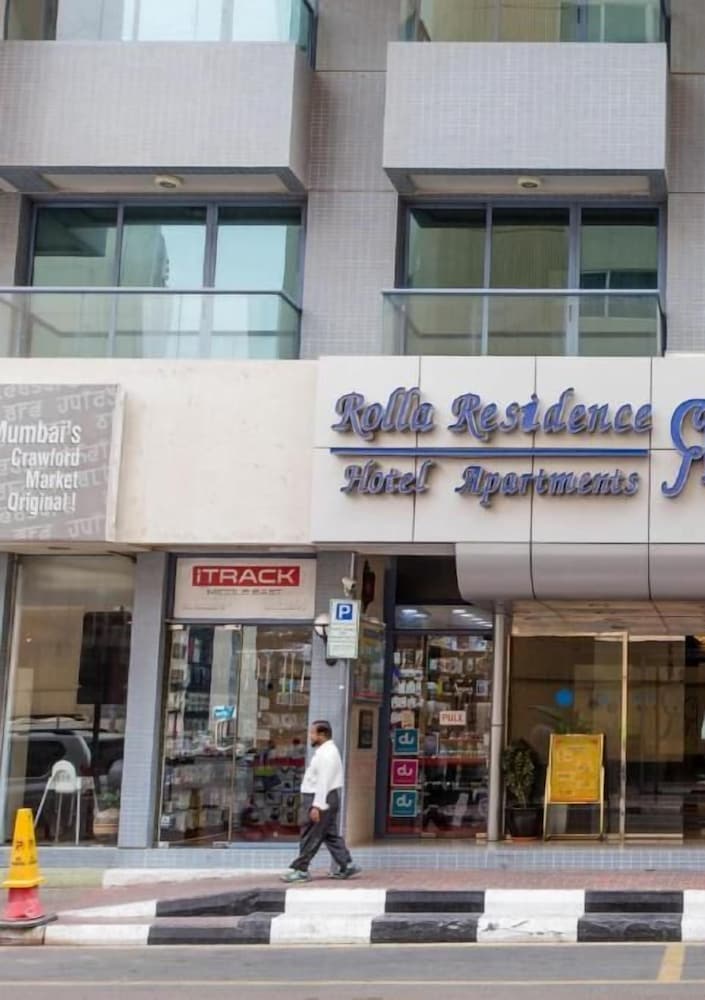 Rolla Residence
Hotel Apartments
Mumbai's
Crawford
Market
Original!
iTRACK
MIDDLE EAST
P
PULL
du
du
du